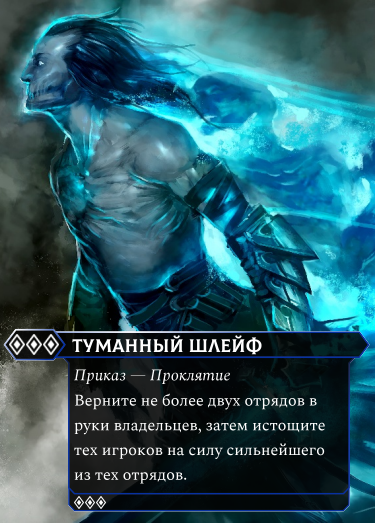 ТУМАННЫЙ ШЛЕЙФ
Приказ — Проклятие
Верните не более двух отрядов в
руки владельцев, затем истощите
тех игроков на силу сильнейшего
из тех отрядов.